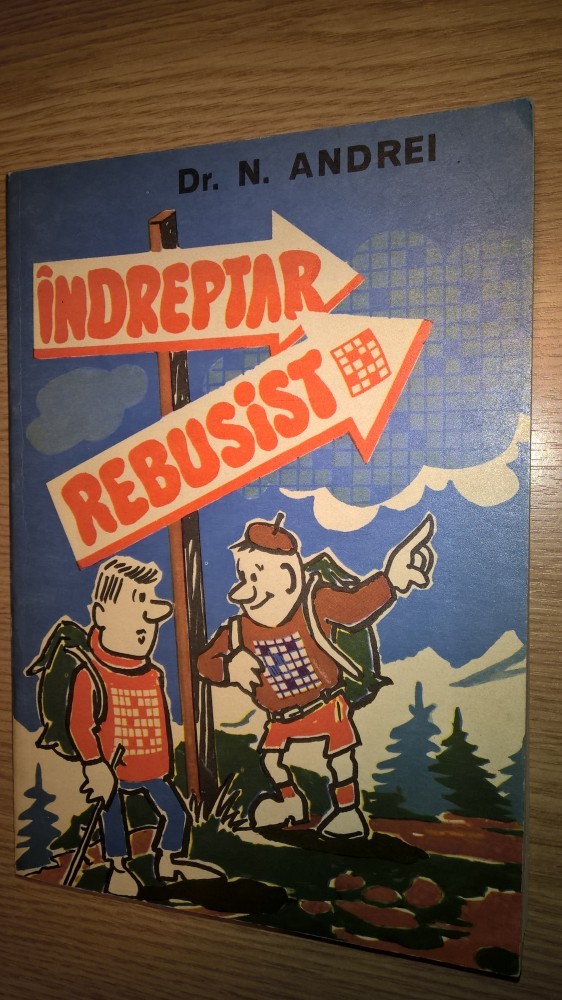 Dr. N. ANDREI
ÎNDREPTAR
REBUSiST